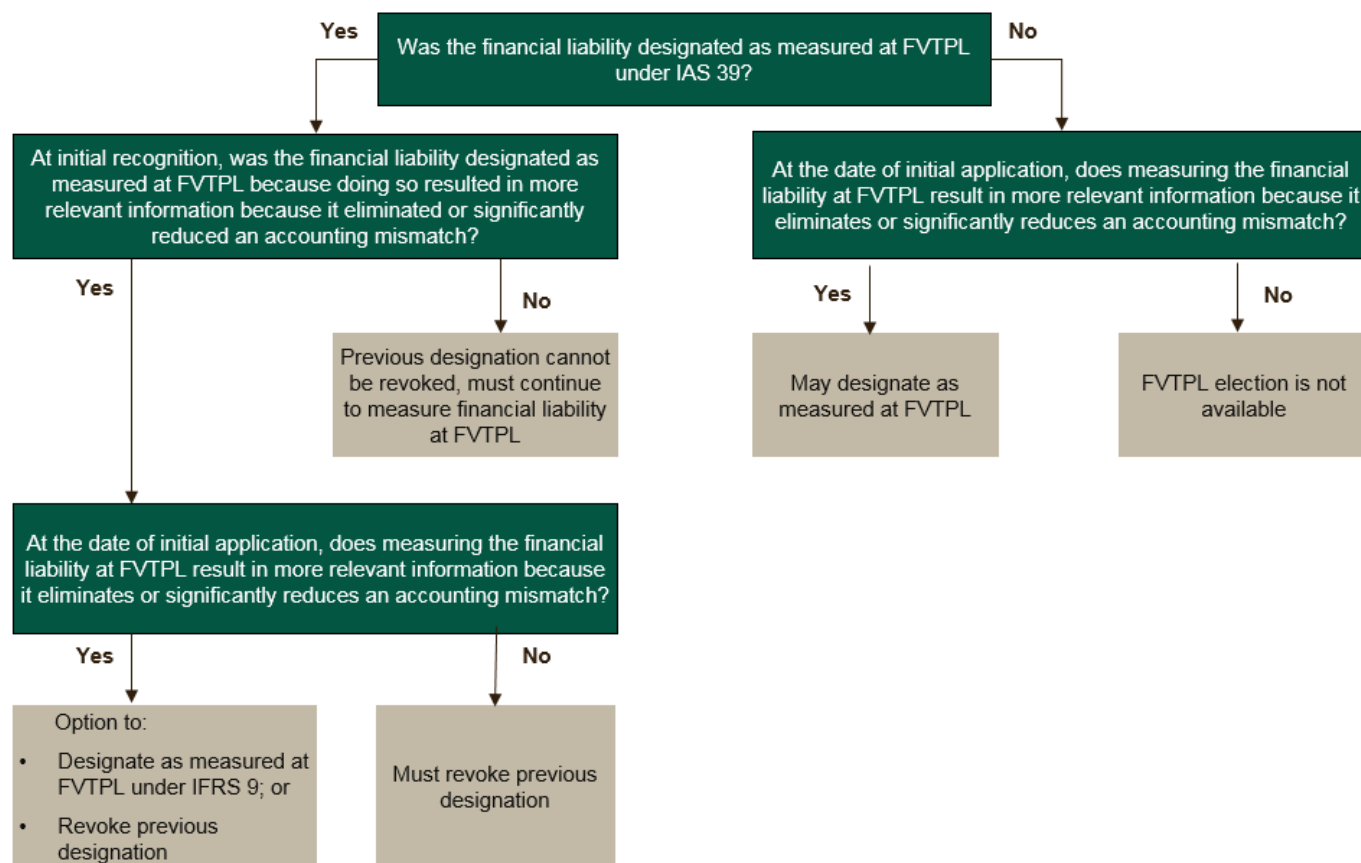 Yes
No
Was the financial liability designated as measured at FVTPL
under IAS 39?
At initial recognition, was the financial liability designated as
measured at FVTPL because doing so resulted in more
relevant information because it eliminated or significantly
reduced an accounting mismatch?
At the date of initial application, does measuring the financial
liability at FVTPL result in more relevant information because it
eliminates or significantly reduces an accounting mismatch?
Yes
No
Yes
No
Previous designation cannot
be revoked, must continue
to measure financial liability
at FVTPL
May designate as
measured at FVTPL
FVTPL election is not
available
At the date of initial application, does measuring the financial
liability at FVTPL result in more relevant information because
it eliminates or significantly reduces an accounting mismatch?
Yes
No
Option to:
• Designate as measured at
FVTPL under IFRS 9; or
• Revoke previous
designation
Must revoke previous
designation